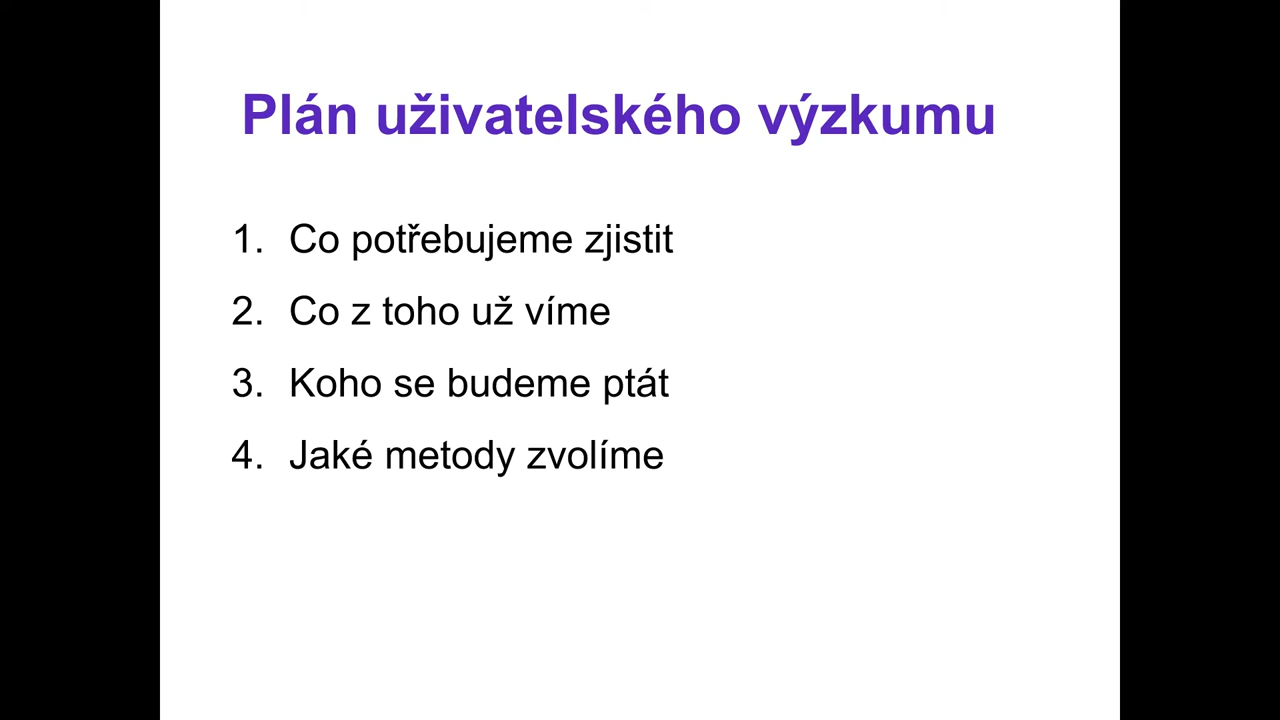 Plán uživatelského výzkumu
1. Co potřebujeme zjistit
2. Co z toho už víme
3. Koho se budeme ptát
4. Jaké metody zvolíme